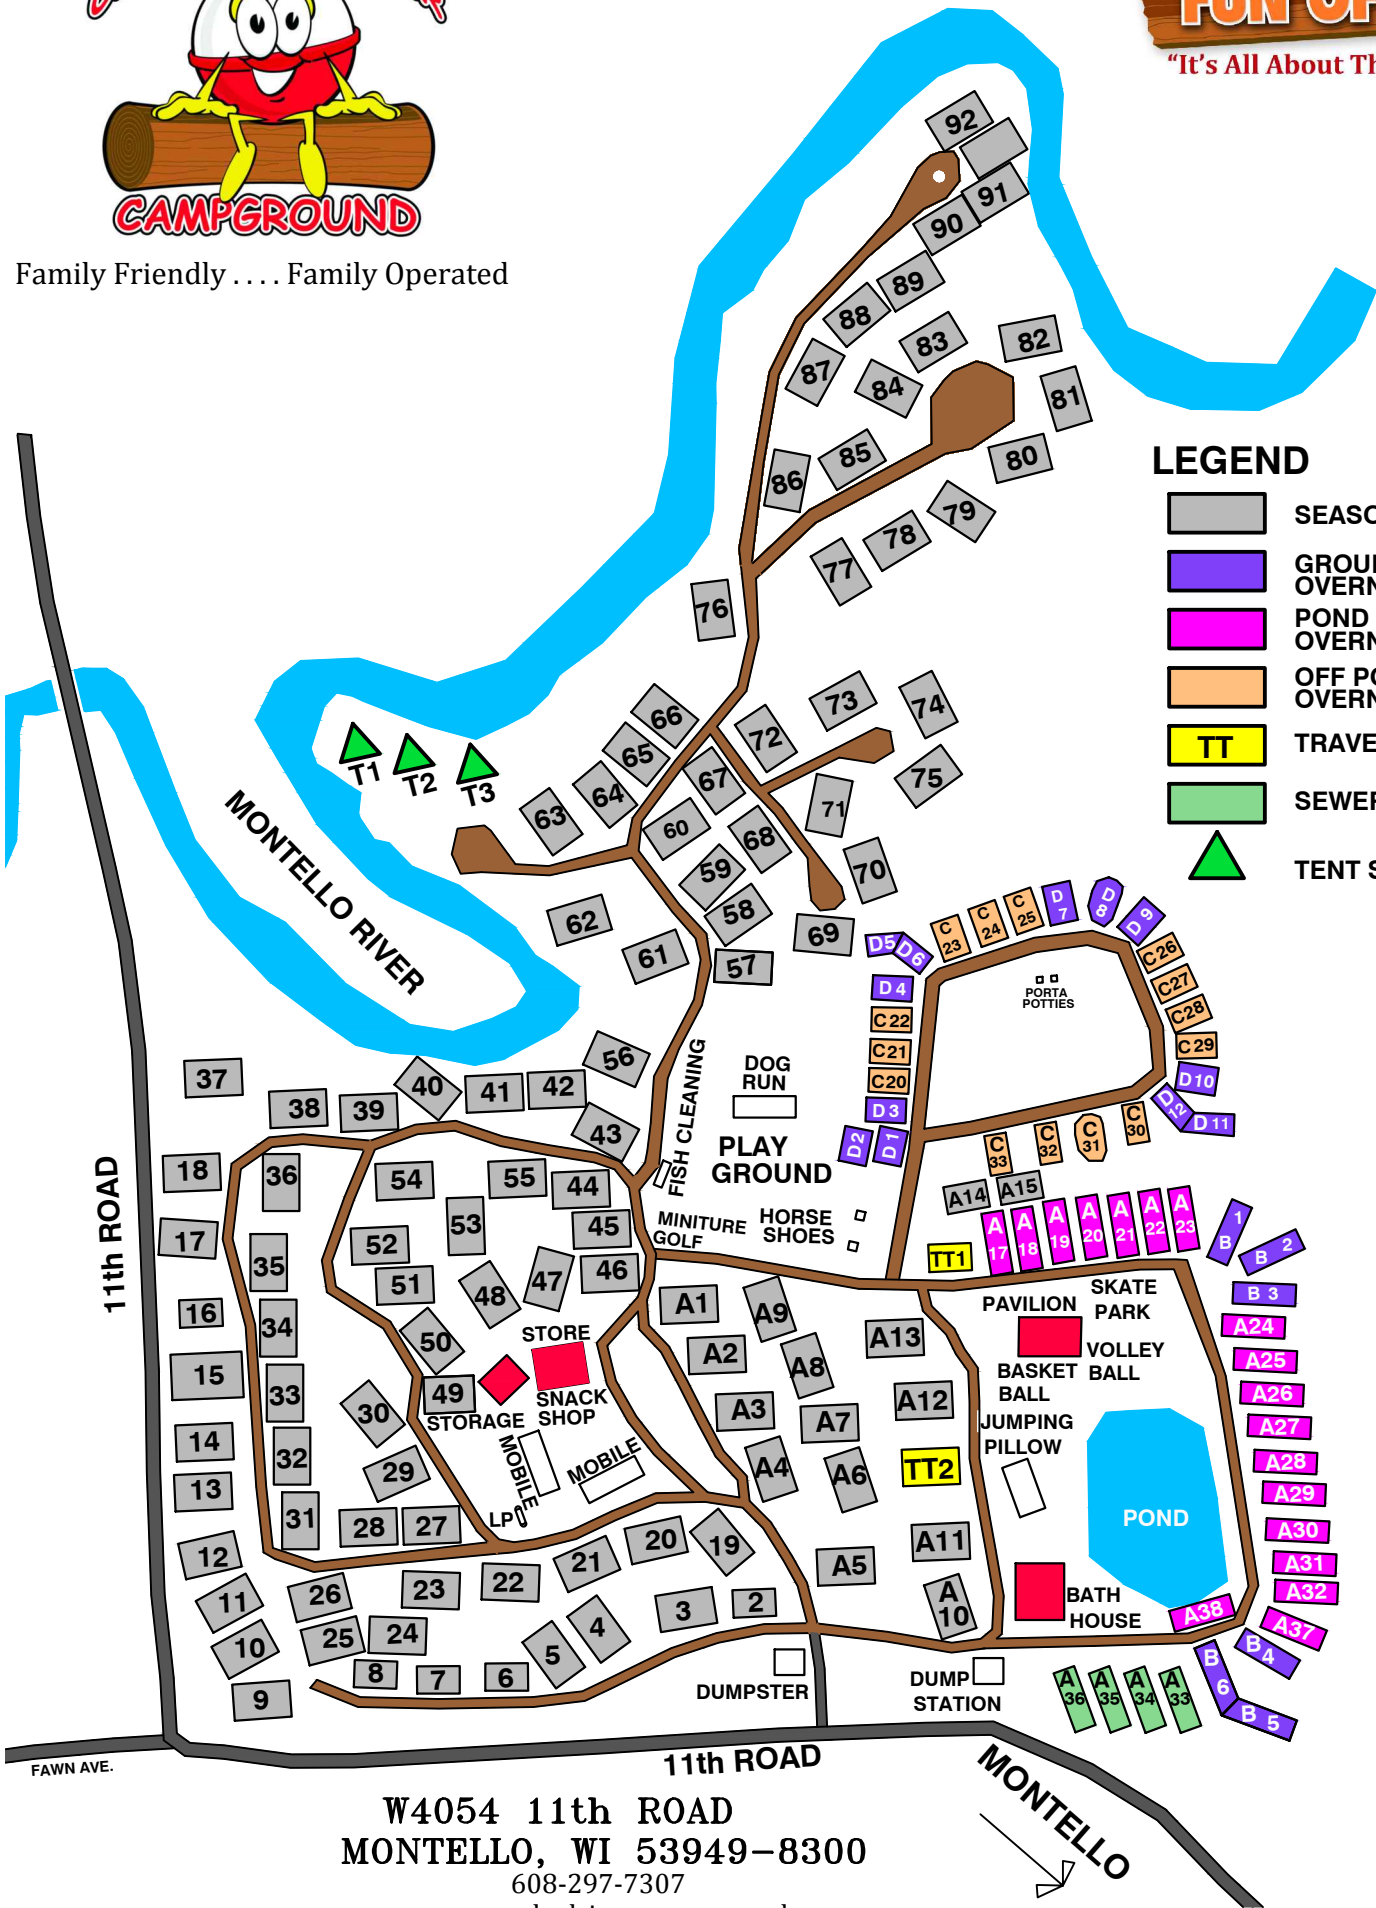 CAMPGROUND
Family Friendly . . . . Family Operated
"It's All About Th
LEGEND
SEASO
GROU
OVERN
POND
OVERN
OFF PO
OVERN
TT
TRAVE
SEWER
TENT S
92
91
90
89
88
87
83
84
82
81
80
85
86
79
78
77
76
66
65
64
63
73
74
72
75
67
71
60
68
59
70
58
69
57
62
61
T1
T2
T3
MONTELLO RIVER
D5
D6
C 23
C 24
C 25
D 7
D 8
D 9
C26
C27
C28
C29
D10
D 11
D 12
C 30
C 31
C 32
C 33
D 4
C 22
C21
C20
D 3
D2
D 1
PORTA
POTTIES
56
37
38
39
40
41
42
43
FISH CLEANING
DOG
RUN
PLAY
GROUND
MINITURE
GOLF
HORSE
SHOES
11th ROAD
18
36
54
55
44
17
53
45
52
35
51
48
47
46
16
34
50
STORE
15
33
49
SNACK
SHOP
STORAGE
30
14
32
29
MOBILE
MOBILE
13
31
28
27
LP
12
11
10
9
26
25
24
23
22
21
20
19
8
7
6
5
4
3
2
A14
A15
A 17
A 18
A 19
A 20
A 21
A 22
A 23
B 1
B 2
B 3
TT1
A1
A9
A2
A8
A13
A3
A7
A12
A4
A6
TT2
A5
A11
A 10
SKATE
PARK
PAVILION
VOLLEY
BALL
BASKET
BALL
JUMPING
PILLOW
POND
BATH
HOUSE
A24
A25
A26
A27
A28
A29
A30
A31
A32
A37
A38
B 4
B 5
B 6
A 36
A 35
A 34
A 33
DUMPSTER
DUMP
STATION
FAWN AVE.
11th ROAD
MONTELLO
W4054 11th ROAD
MONTELLO, WI 53949-8300
608-297-7307